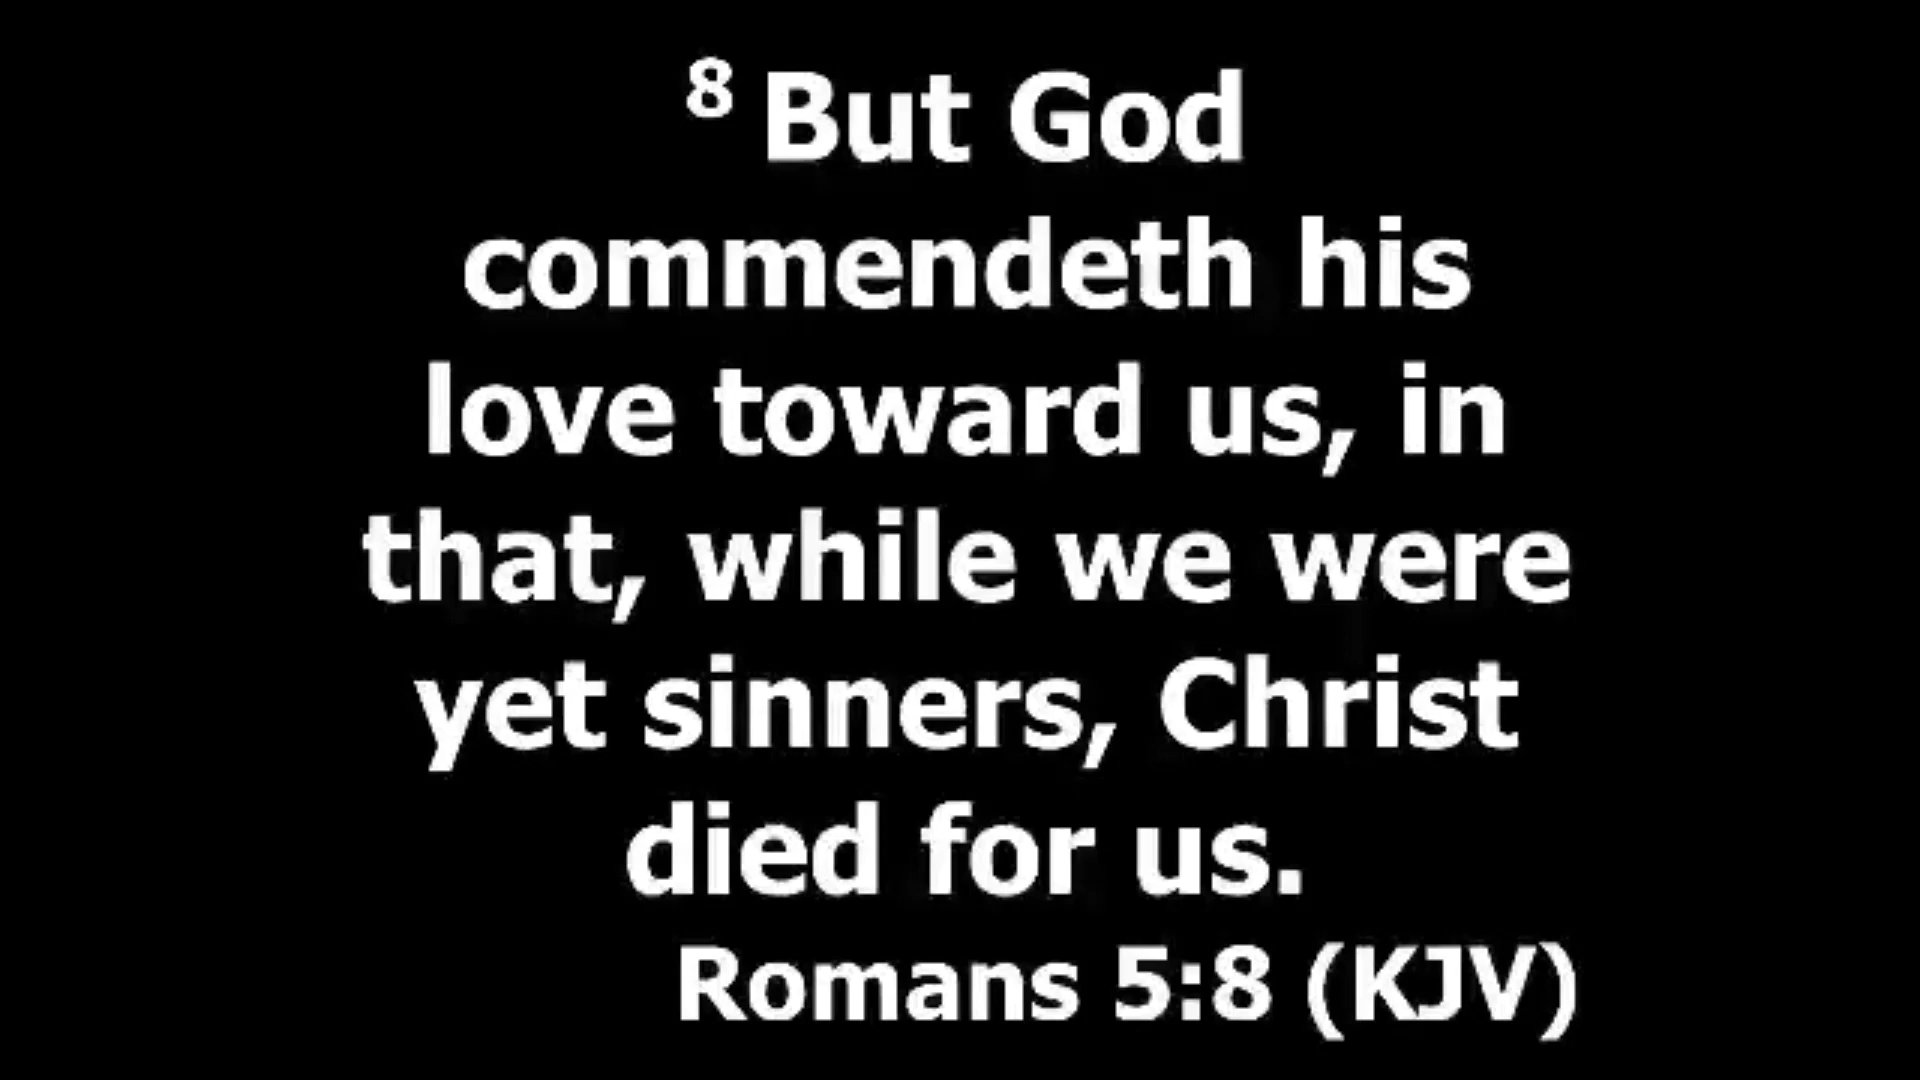 8 But God
commendeth his
love toward us, in
that, while we were
yet sinners, Christ
died for us.
Romans 5:8 (KJV)